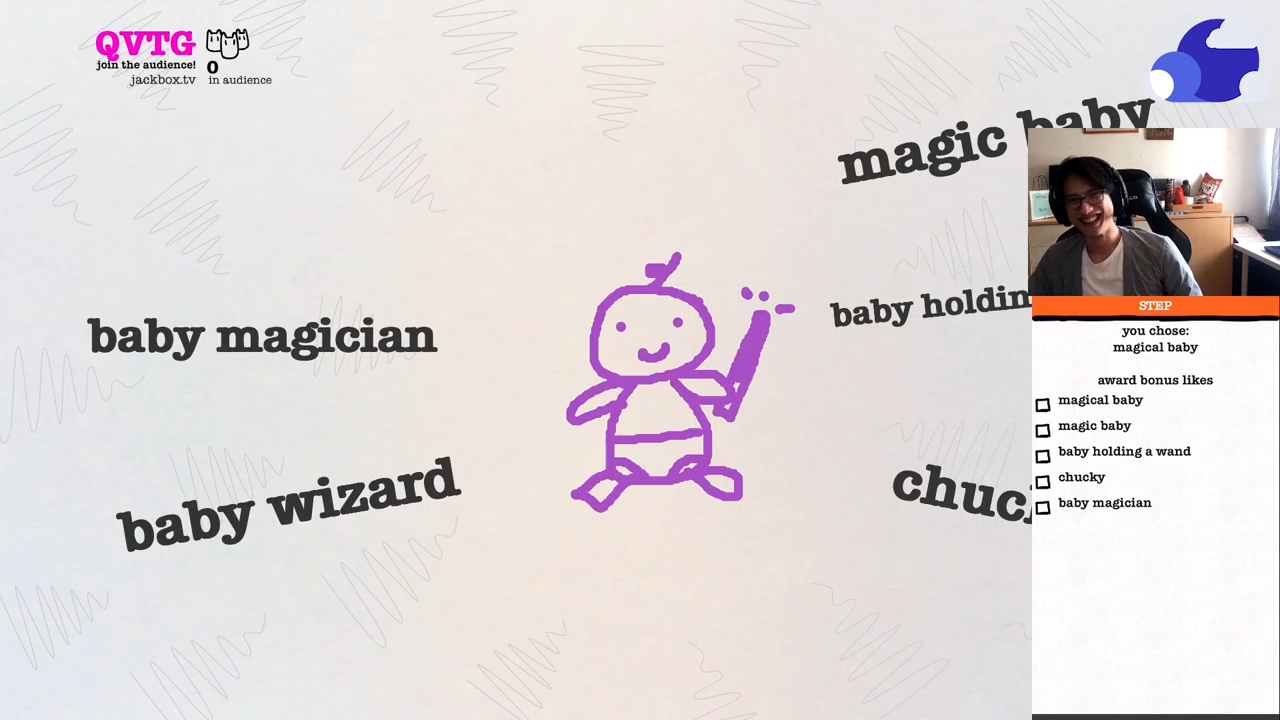 QVTG
join the audience!
jackbox.tv
0
in audience
magic baby
baby magician
baby holdin
baby wizard
chuc
STEP
you chose:
magical baby
award bonus likes
magical baby
magic baby
baby holding a wand
chucky
baby magician